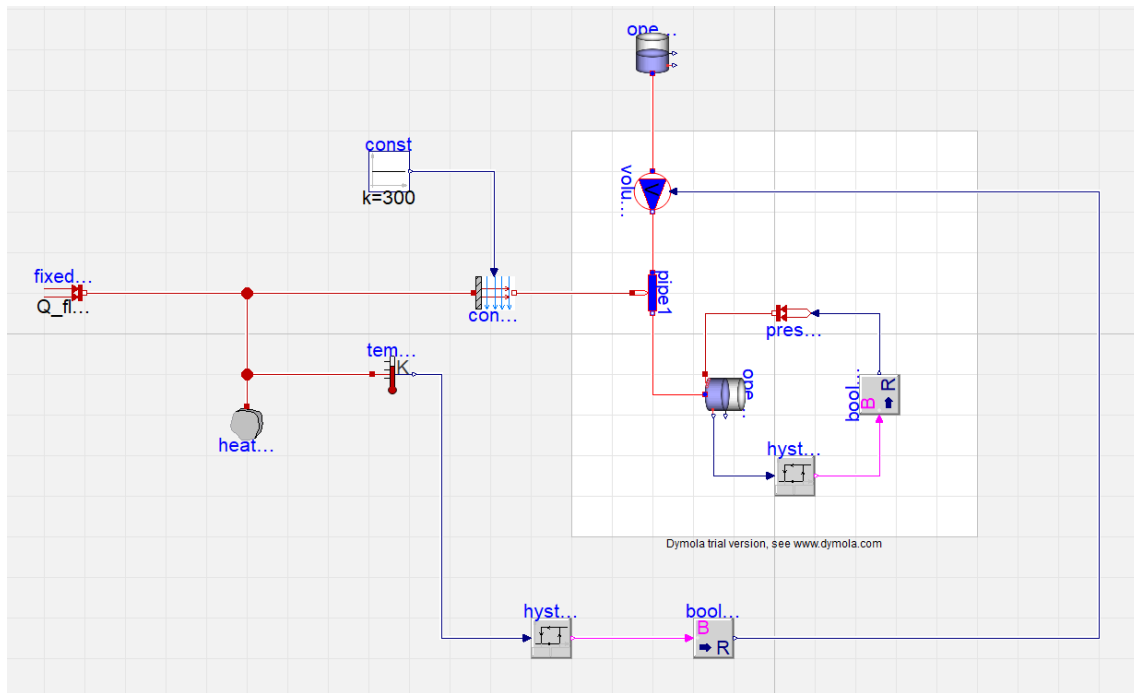 ope...
const
k=300
volu...
fixed...
Q_fl...
con...
pipe1
pres...
tem...
K
ope...
bool...
B
R
heat...
hyst...
Dymola trial version, see www.dymola.com
hyst...
bool...
B
R